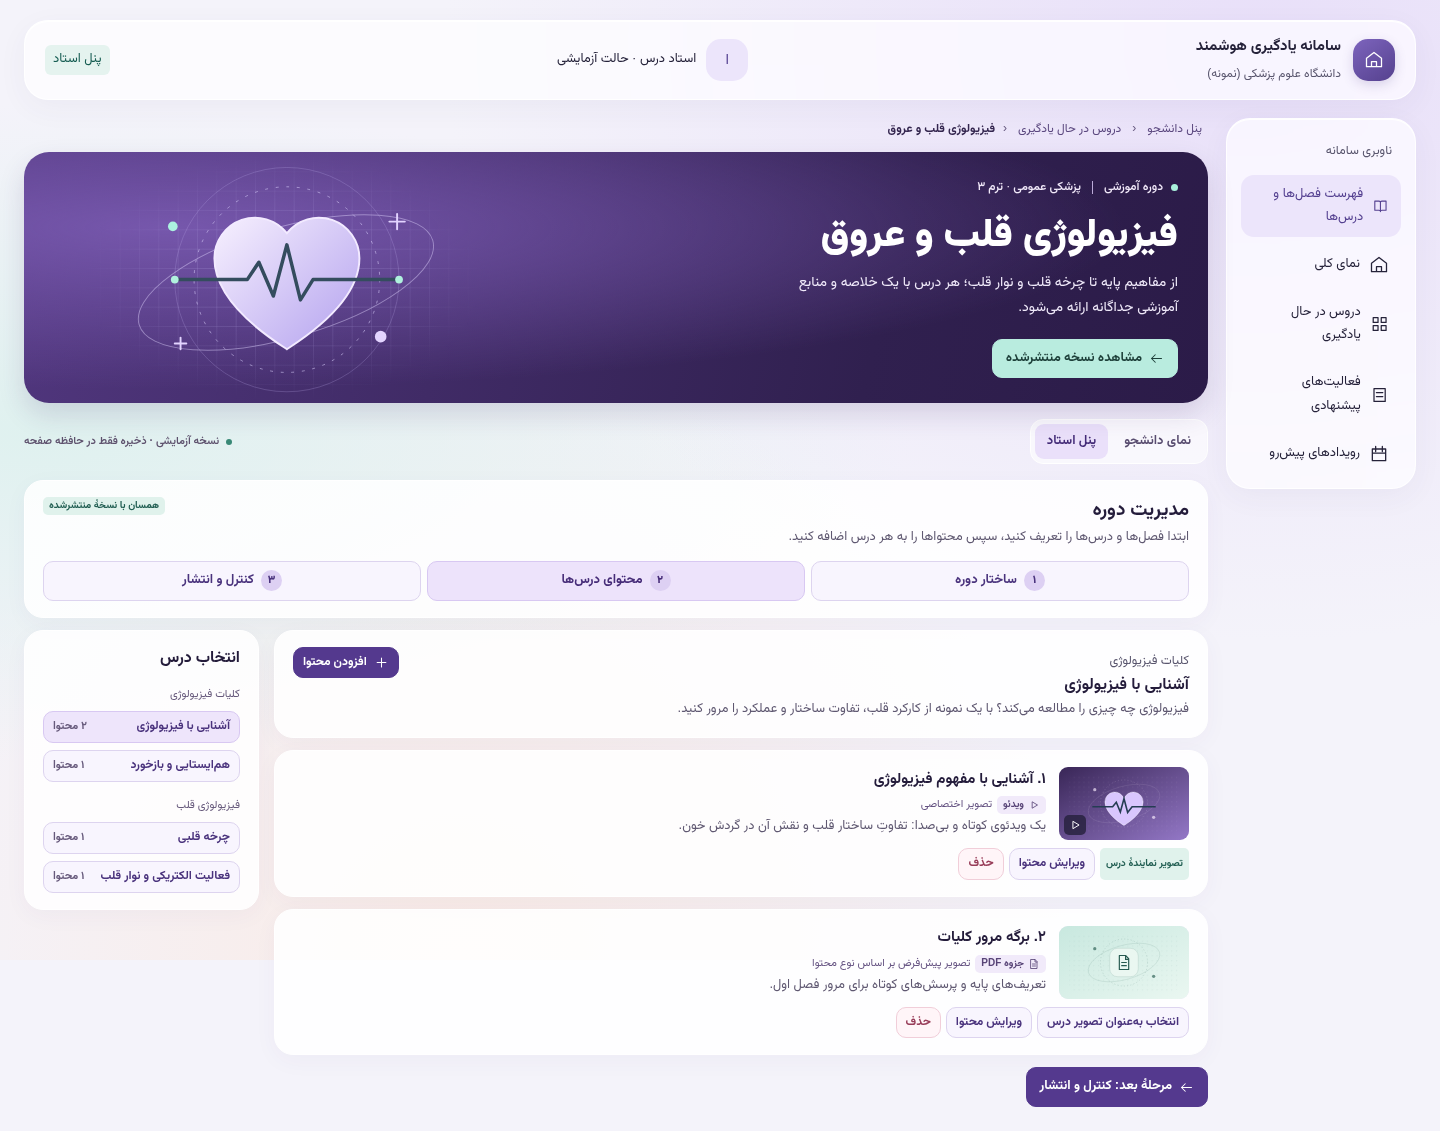 سامانه یادگیری هوشمند
دانشگاه علوم پزشکی (نمونه)
ا
استاد درس · حالت آزمایشی
پنل استاد
ناوبری سامانه
فهرست فصل‌ها و
درس‌ها
نمای کلی
دروس در حال
یادگیری
فعالیت‌های
پیشنهادی
رویدادهای پیش‌رو
پنل دانشجو › دروس در حال یادگیری › فیزیولوژی قلب و عروق
دوره آموزشی | پزشکی عمومی · ترم ۳
فیزیولوژی قلب و عروق
از مفاهیم پایه تا چرخه قلب و نوار قلب؛ هر درس با یک خلاصه و منابع
آموزشی جداگانه ارائه می‌شود.
مشاهده نسخه منتشرشده
نمای دانشجو
پنل استاد
نسخه آزمایشی · ذخیره فقط در حافظه صفحه
مدیریت دوره
همسان با نسخهٔ منتشرشده
ابتدا فصل‌ها و درس‌ها را تعریف کنید، سپس محتواها را به هر درس اضافه کنید.
۱ ساختار دوره
۲ محتوای درس‌ها
۳ کنترل و انتشار
کلیات فیزیولوژی
آشنایی با فیزیولوژی
افزودن محتوا
فیزیولوژی چه چیزی را مطالعه می‌کند؟ با یک نمونه از کارکرد قلب، تفاوت ساختار و عملکرد را مرور کنید.
۱. آشنایی با مفهوم فیزیولوژی
ویدئو تصویر اختصاصی
یک ویدئوی کوتاه و بی‌صدا: تفاوتِ ساختار قلب و نقش آن در گردش خون.
تصویر نمایندهٔ درس
ویرایش محتوا
حذف
۲. برگه مرور کلیات
جزوه PDF تصویر پیش‌فرض بر اساس نوع محتوا
تعریف‌های پایه و پرسش‌های کوتاه برای مرور فصل اول.
انتخاب به‌عنوان تصویر درس
ویرایش محتوا
حذف
مرحلهٔ بعد: کنترل و انتشار
انتخاب درس
کلیات فیزیولوژی
آشنایی با فیزیولوژی ۲ محتوا
هم‌ایستایی و بازخورد ۱ محتوا
فیزیولوژی قلب
چرخه قلبی ۱ محتوا
فعالیت الکتریکی و نوار قلب ۱ محتوا